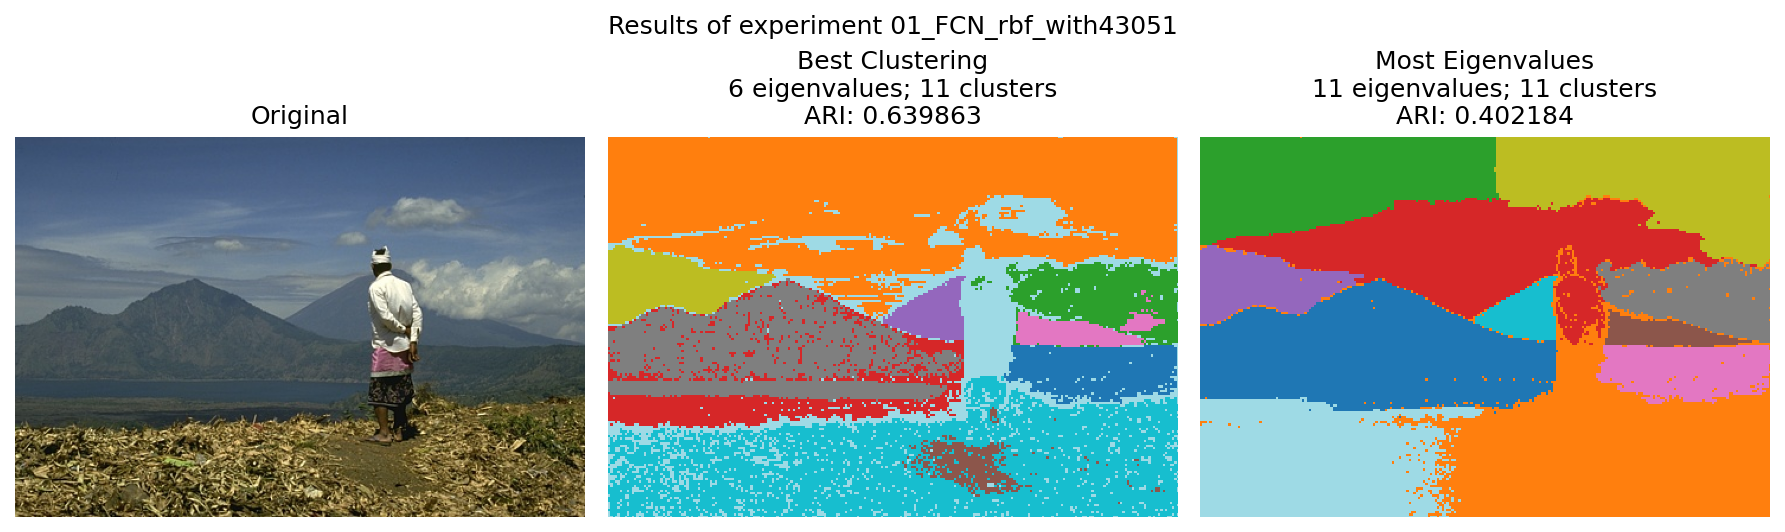 Results of experiment 01_FCN_rbf_with43051
Original
Best Clustering
6 eigenvalues; 11 clusters
ARI: 0.639863
Most Eigenvalues
11 eigenvalues; 11 clusters
ARI: 0.402184